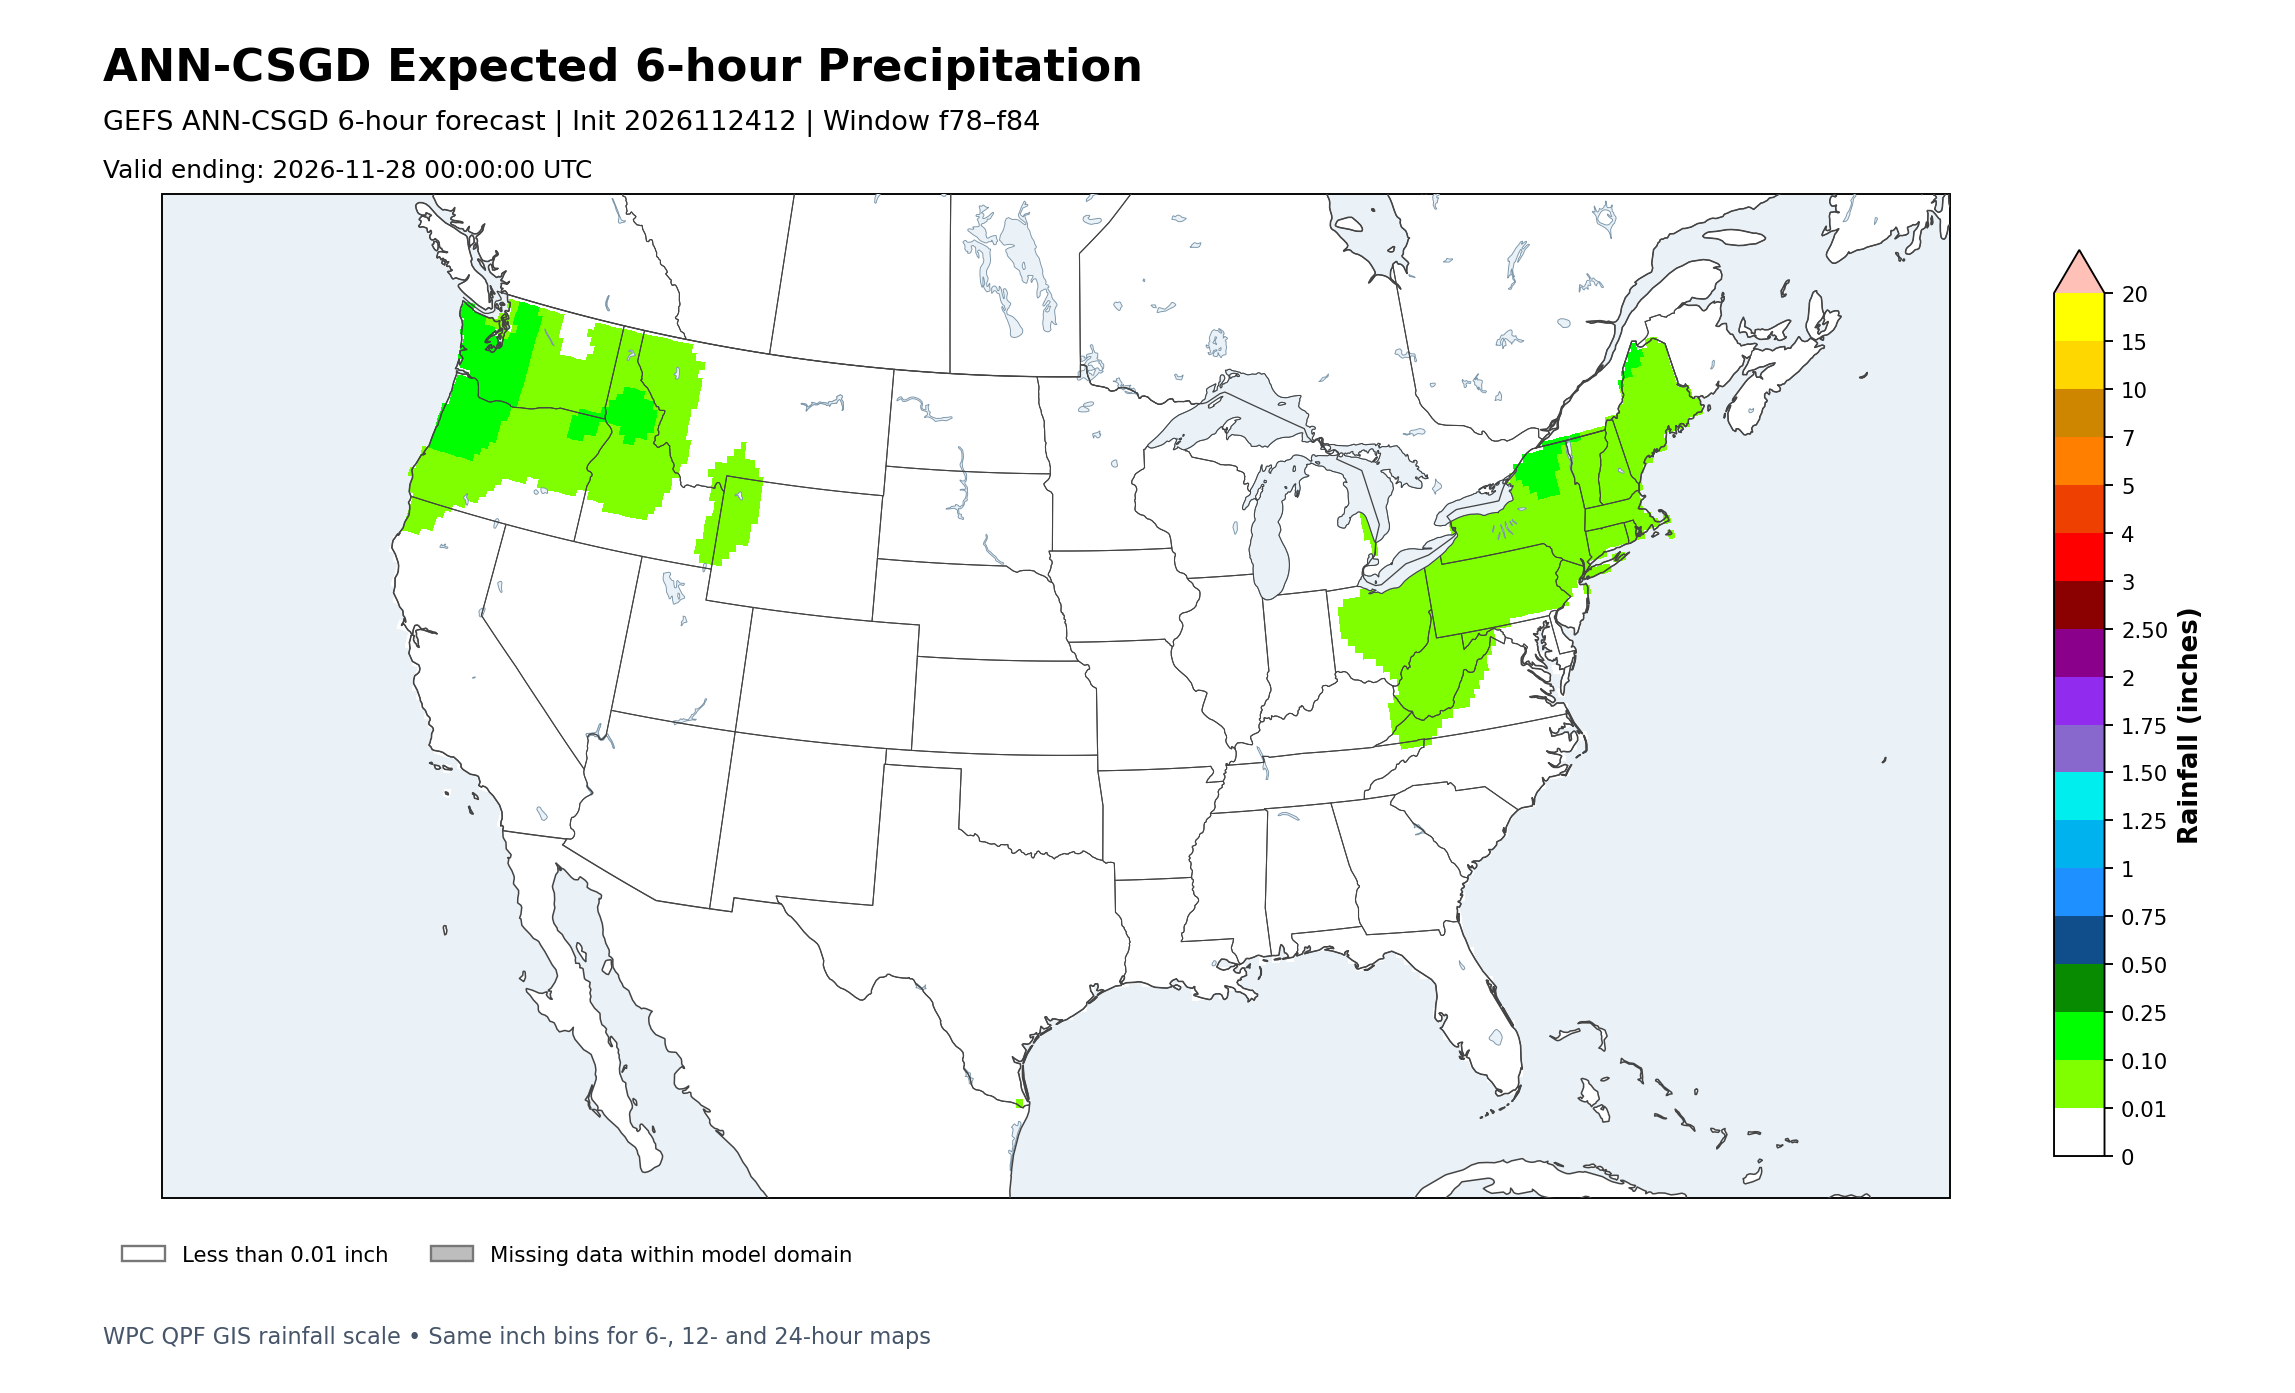 ANN-CSGD Expected 6-hour Precipitation
GEFS ANN-CSGD 6-hour forecast | Init 2026112412 | Window f78–f84
Valid ending: 2026-11-28 00:00:00 UTC
20
15
10
7
5
4
3
2.50
2
1.75
1.50
1.25
1
0.75
0.50
0.25
0.10
0.01
0
Rainfall (inches)
Less than 0.01 inch
Missing data within model domain
WPC QPF GIS rainfall scale • Same inch bins for 6-, 12- and 24-hour maps